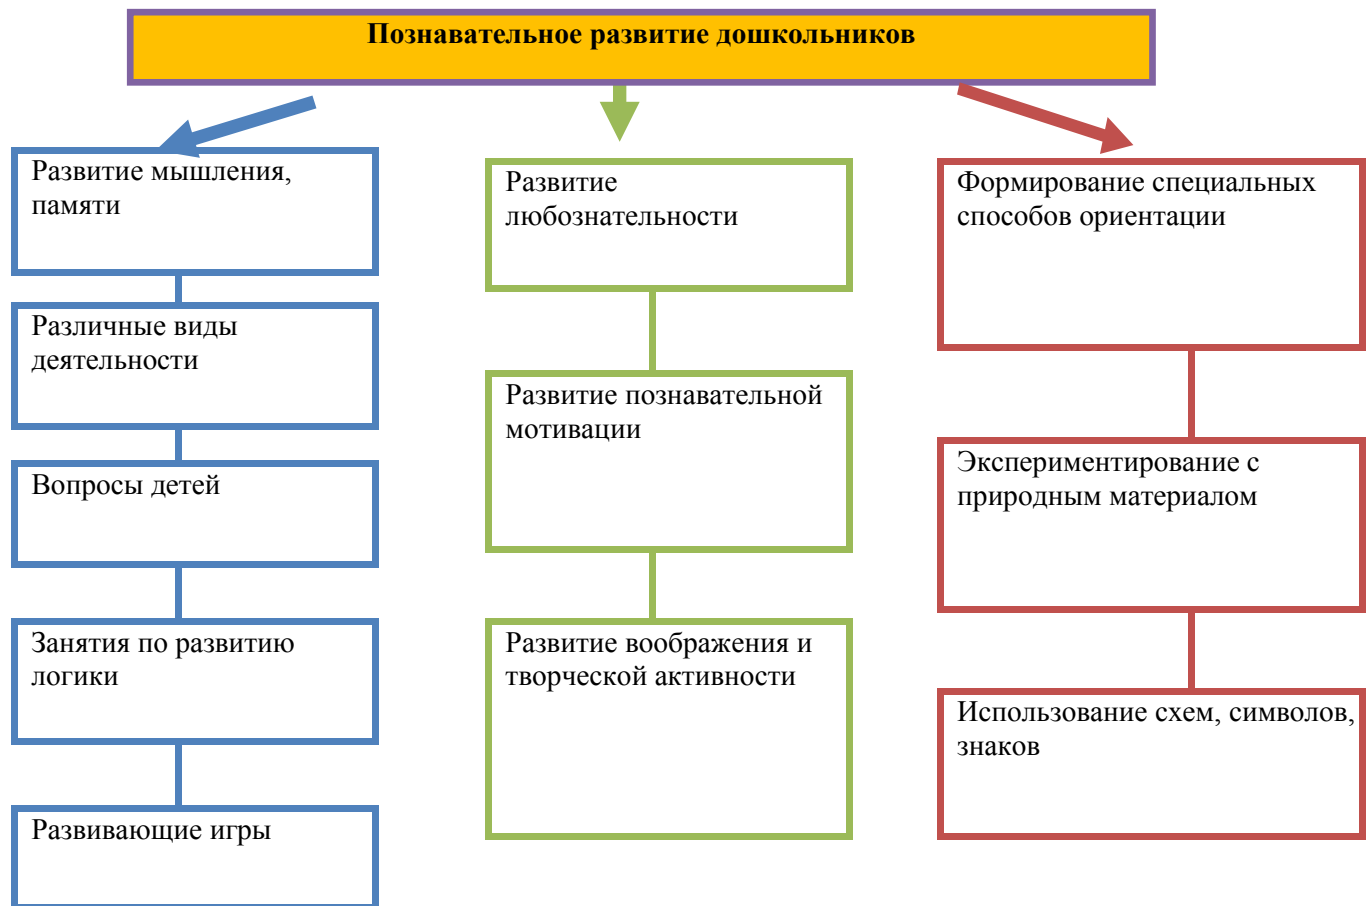 Познавательное развитие дошкольников
Развитие мышления,
памяти
Различные виды
деятельности
Вопросы детей
Занятия по развитию
логики
Развивающие игры
Развитие
любознательности
Развитие познавательной
мотивации
Развитие воображения и
творческой активности
Формирование специальных
способов ориентации
Экспериментирование с
природным материалом
Использование схем, символов,
знаков